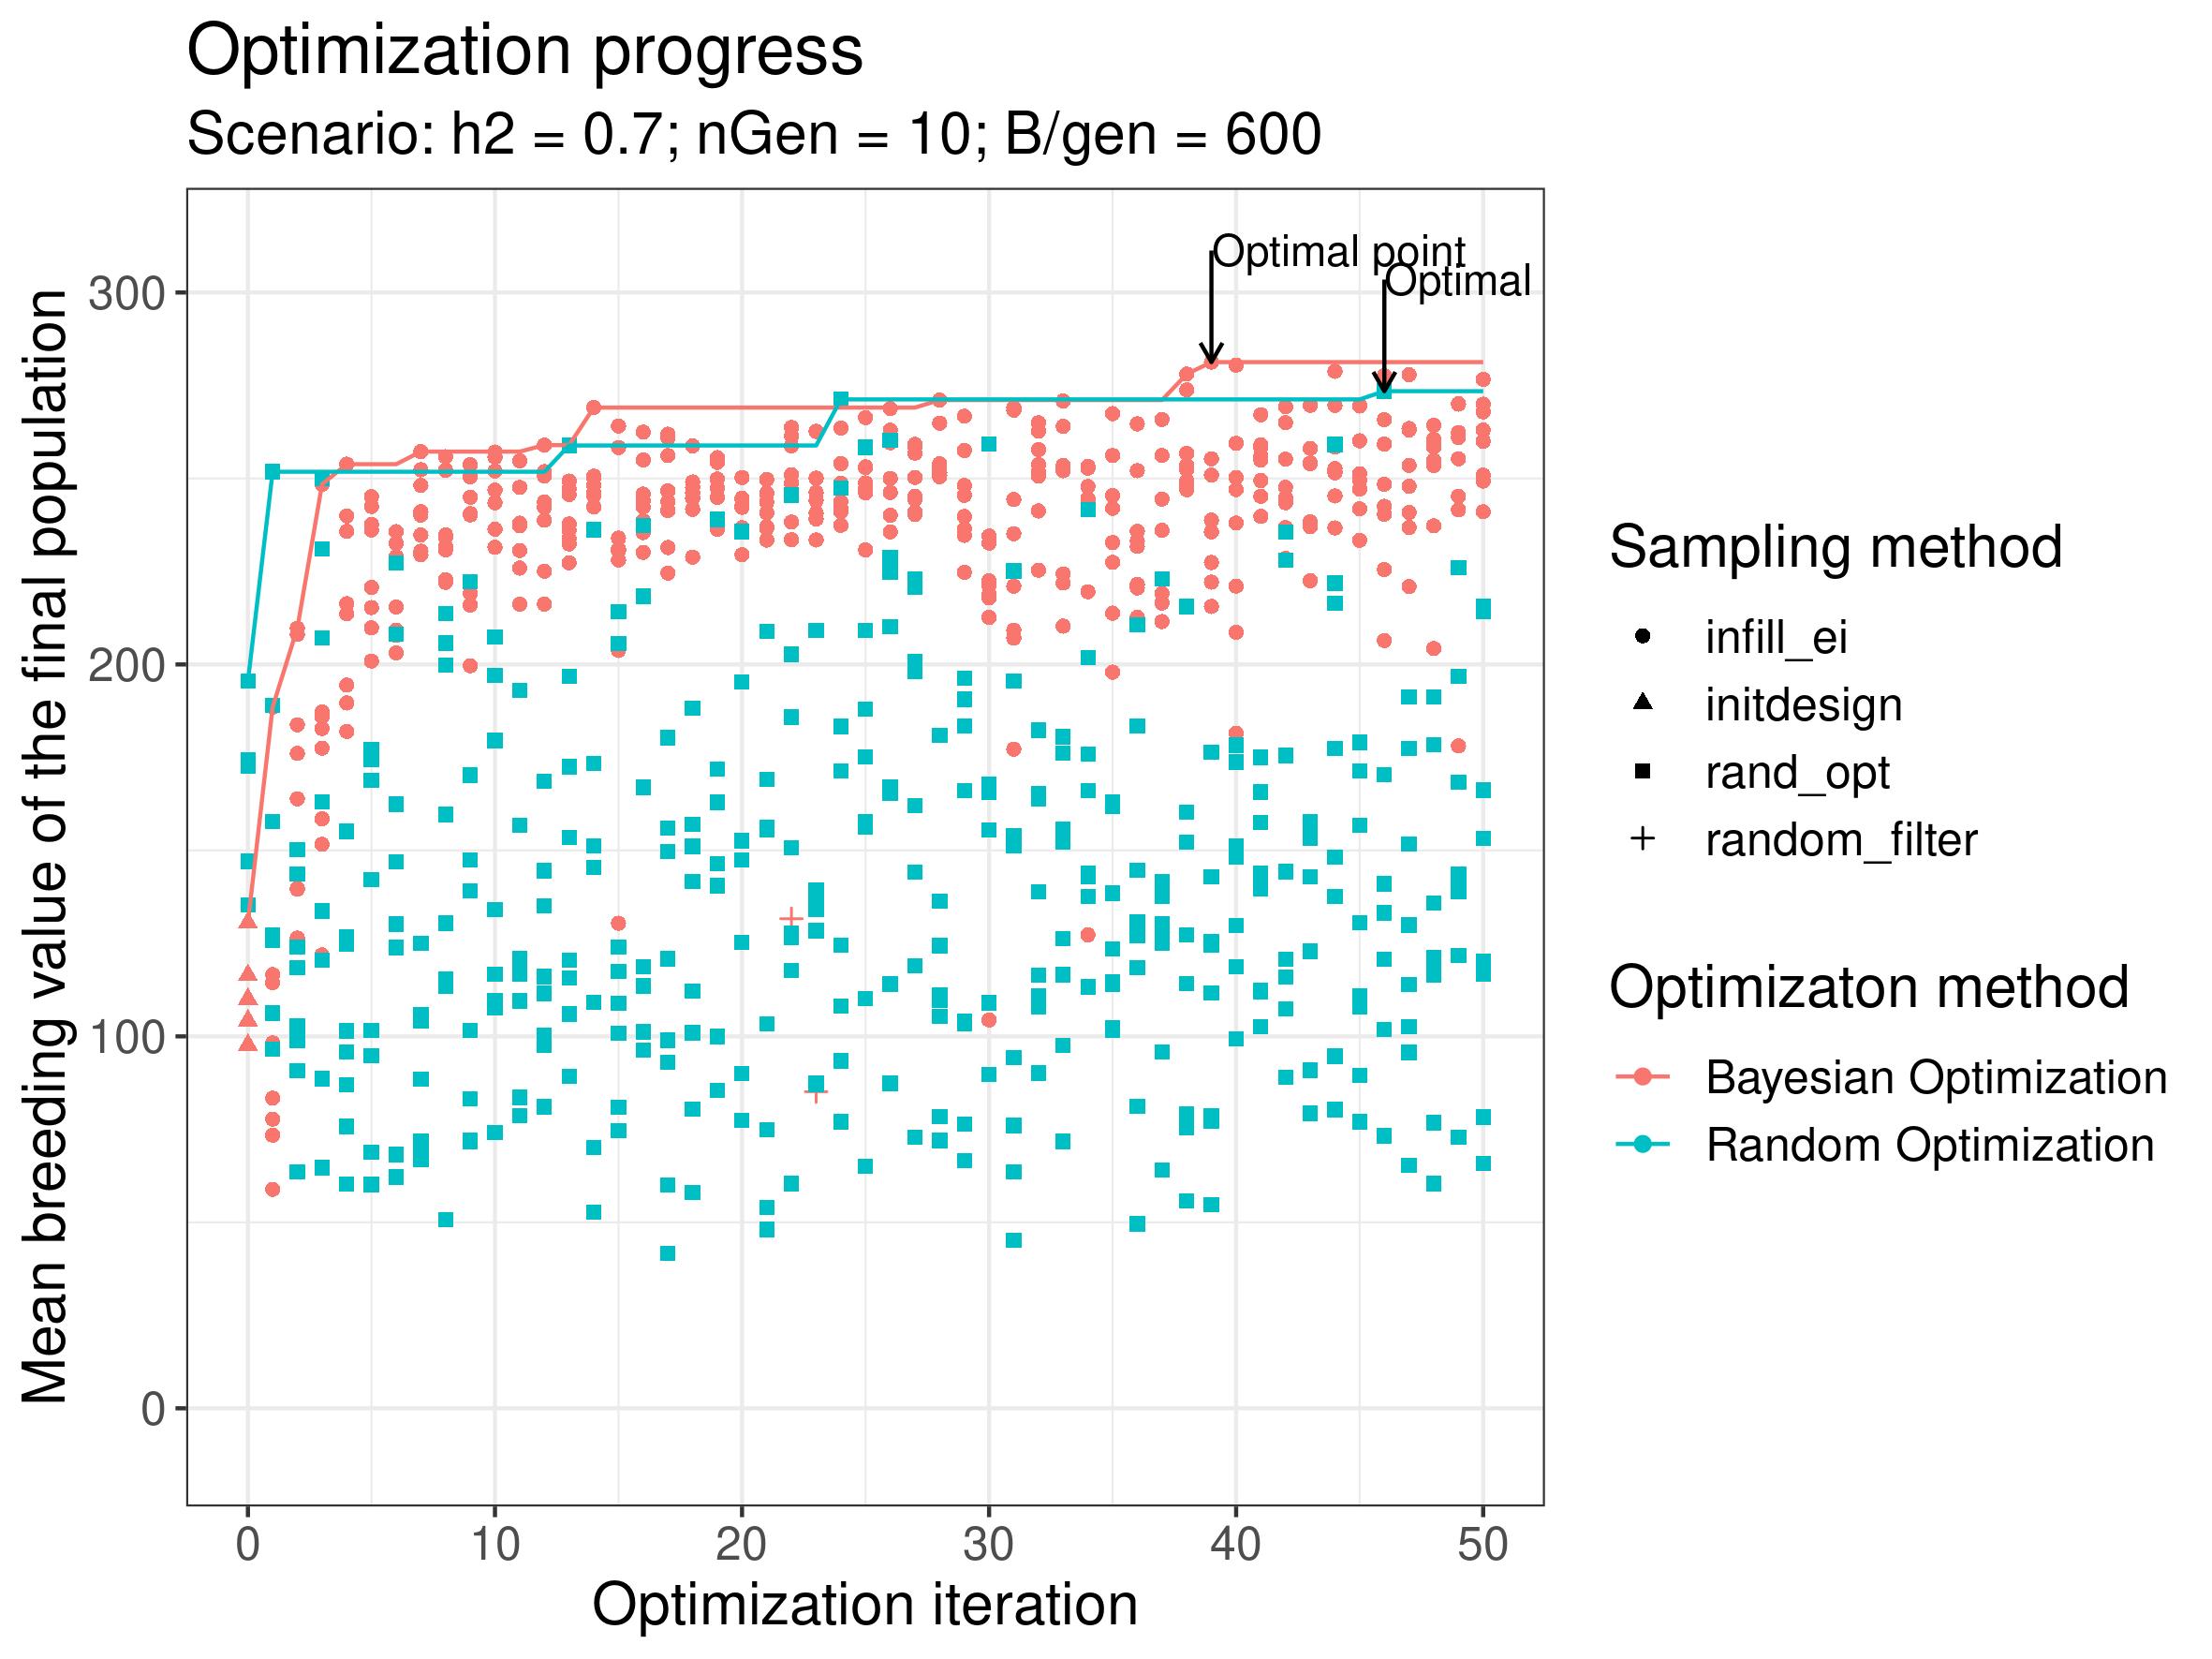 Optimization progress
Scenario: h2 = 0.7; nGen = 10; B/gen = 600
Mean breeding value of the final population
300
200
100
0
Optimal point
Optimal
0 10 20 30 40 50
Optimization iteration
Sampling method
infill_ei
initdesign
rand_opt
random_filter
Optimizaton method
Bayesian Optimization
Random Optimization